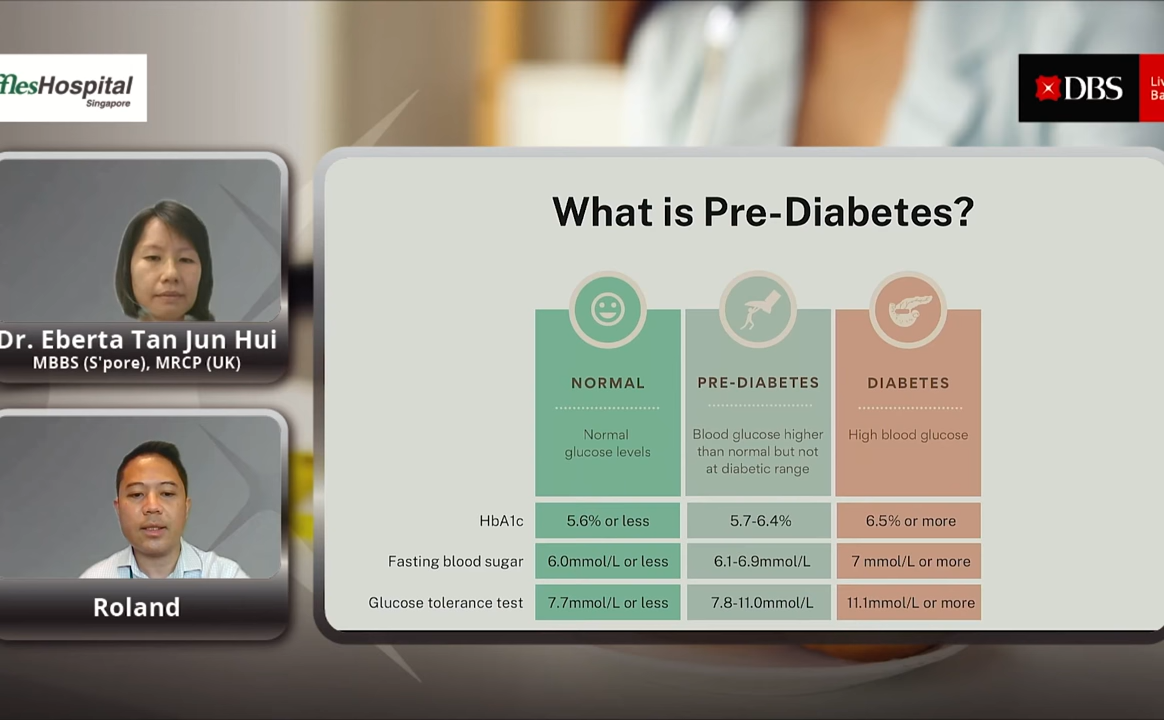 fflesHospital
Singapore
DBS
Liv
Ba
Dr. Eberta Tan Jun Hui
MBBS (S'pore), MRCP (UK)
Roland
What is Pre-Diabetes?
NORMAL
Normal
glucose levels
PRE-DIABETES
Blood glucose higher
than normal but not
at diabetic range
DIABETES
High blood glucose
HbA1c 5.6% or less 5.7-6.4% 6.5% or more
Fasting blood sugar 6.0mmol/L or less 6.1-6.9mmol/L 7 mmol/L or more
Glucose tolerance test 7.7mmol/L or less 7.8-11.0mmol/L 11.1mmol/L or more